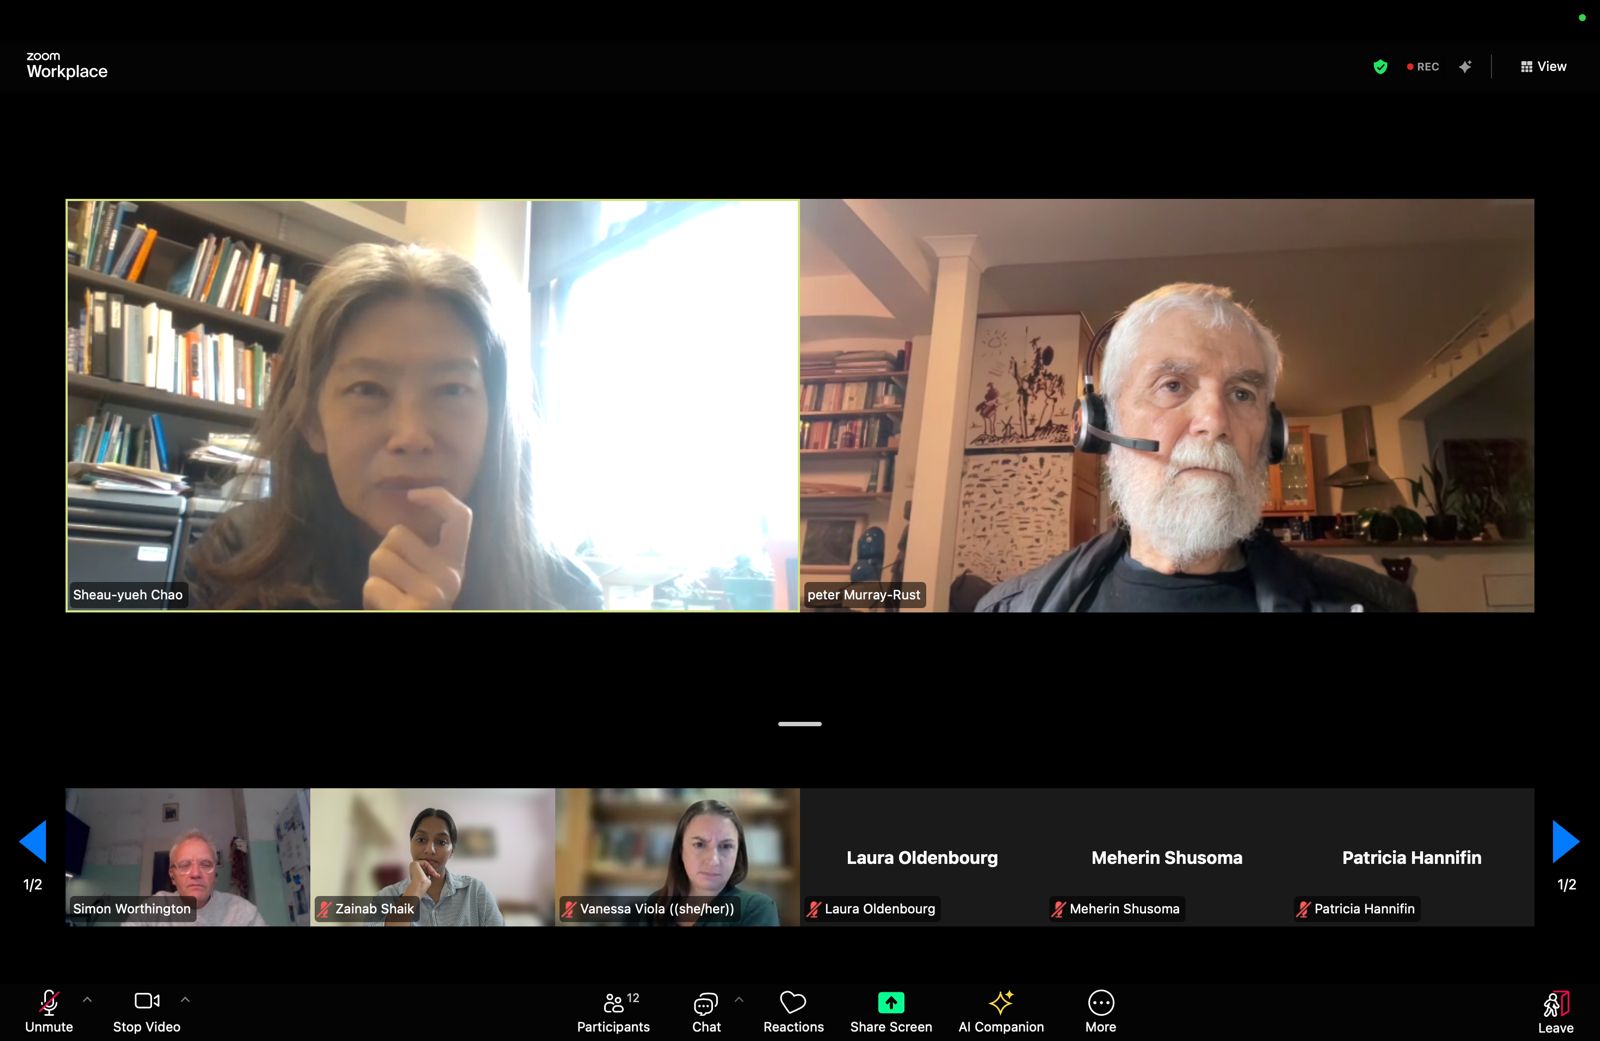 zoom
Workplace
REC
View
Sheau-yueh Chao
peter Murray-Rust
Laura Oldenbourg
Meherin Shusoma
Patricia Hannifin
Simon Worthington
Zainab Shaik
Vanessa Viola ((she/her))
Laura Oldenbourg
Meherin Shusoma
Patricia Hannifin
1/2
1/2
12
Unmute
Stop Video
Participants
Chat
Reactions
Share Screen
AI Companion
More
Leave